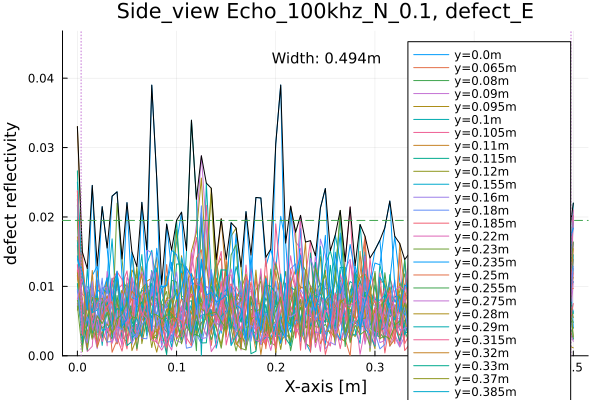 Side_view Echo_100khz_N_0.1, defect_E
Width: 0.494m
defect reflectivity
0.04
0.03
0.02
0.01
0.00
0.0
0.1
0.2
0.3
.5
X-axis [m]
y=0.0m
y=0.065m
y=0.08m
y=0.09m
y=0.095m
y=0.1m
y=0.105m
y=0.11m
y=0.115m
y=0.12m
y=0.155m
y=0.16m
y=0.18m
y=0.185m
y=0.22m
y=0.23m
y=0.235m
y=0.25m
y=0.255m
y=0.275m
y=0.28m
y=0.29m
y=0.315m
y=0.32m
y=0.33m
y=0.37m
y=0.385m